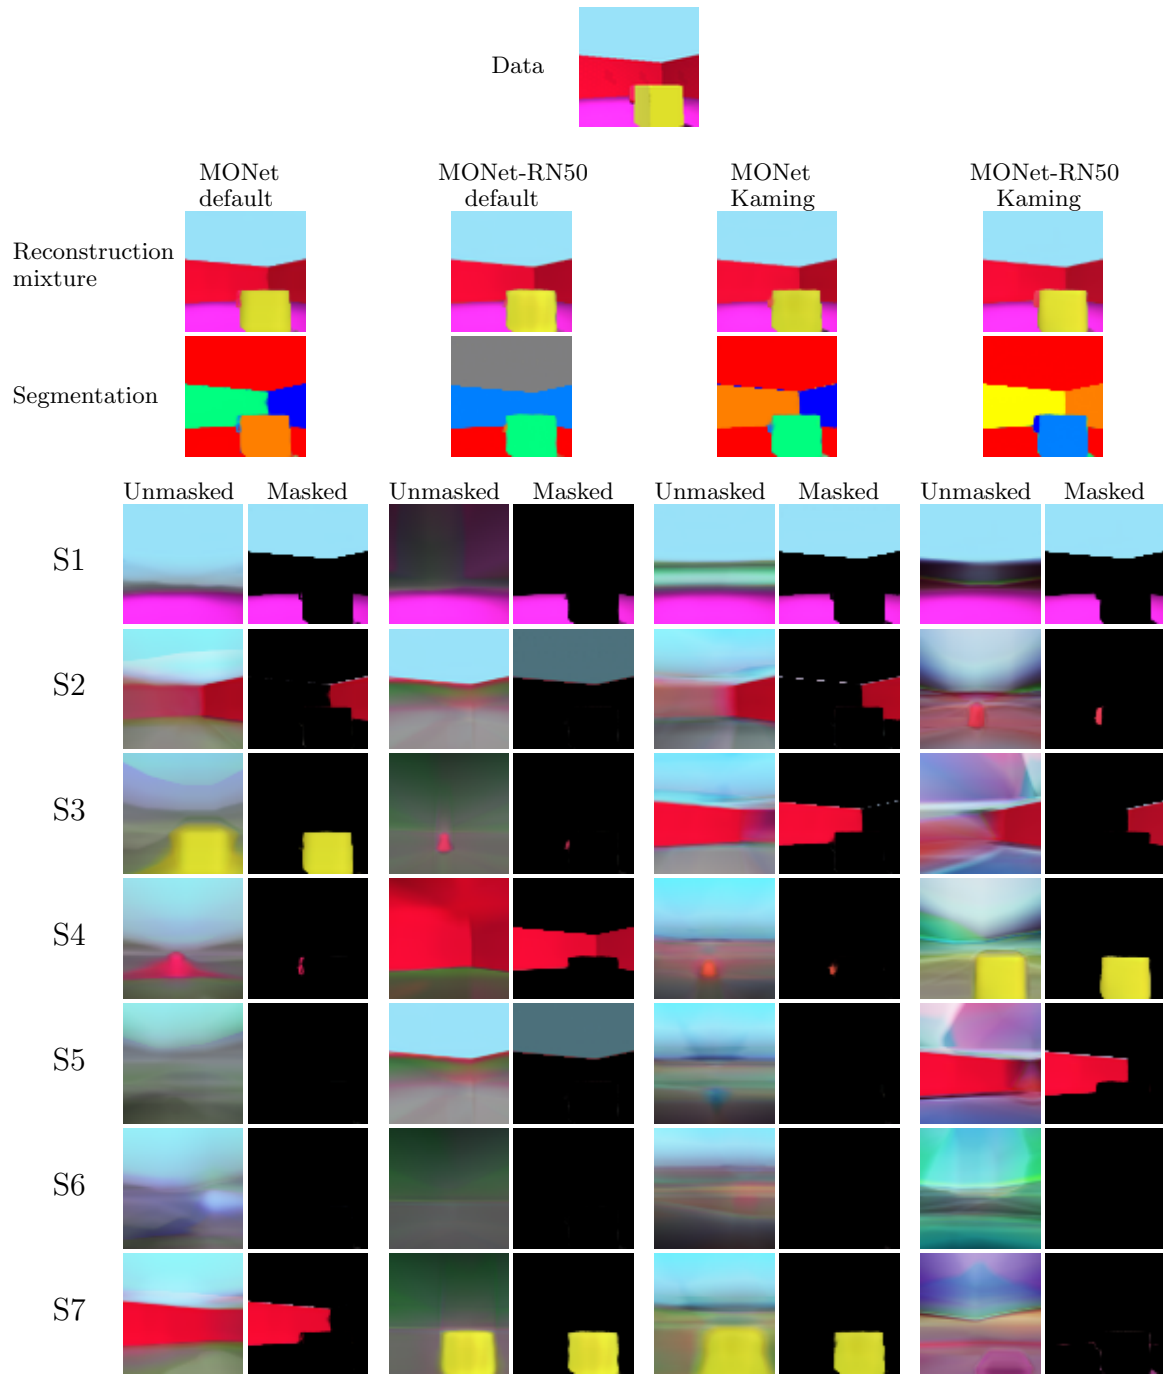 Data
MONet
default
MONet-RN50
default
MONet
Kaming
MONet-RN50
Kaming
Reconstruction
mixture
Segmentation
Unmasked Masked Unmasked Masked Unmasked Masked Unmasked Masked
S1
S2
S3
S4
S5
S6
S7